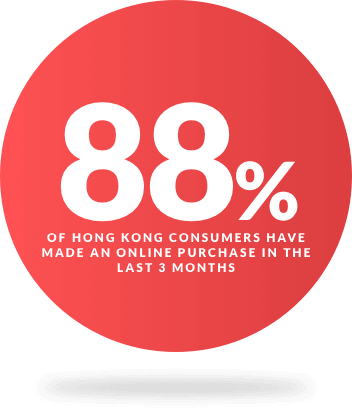 88%
OF HONG KONG CONSUMERS HAVE
MADE AN ONLINE PURCHASE IN THE
LAST 3 MONTHS